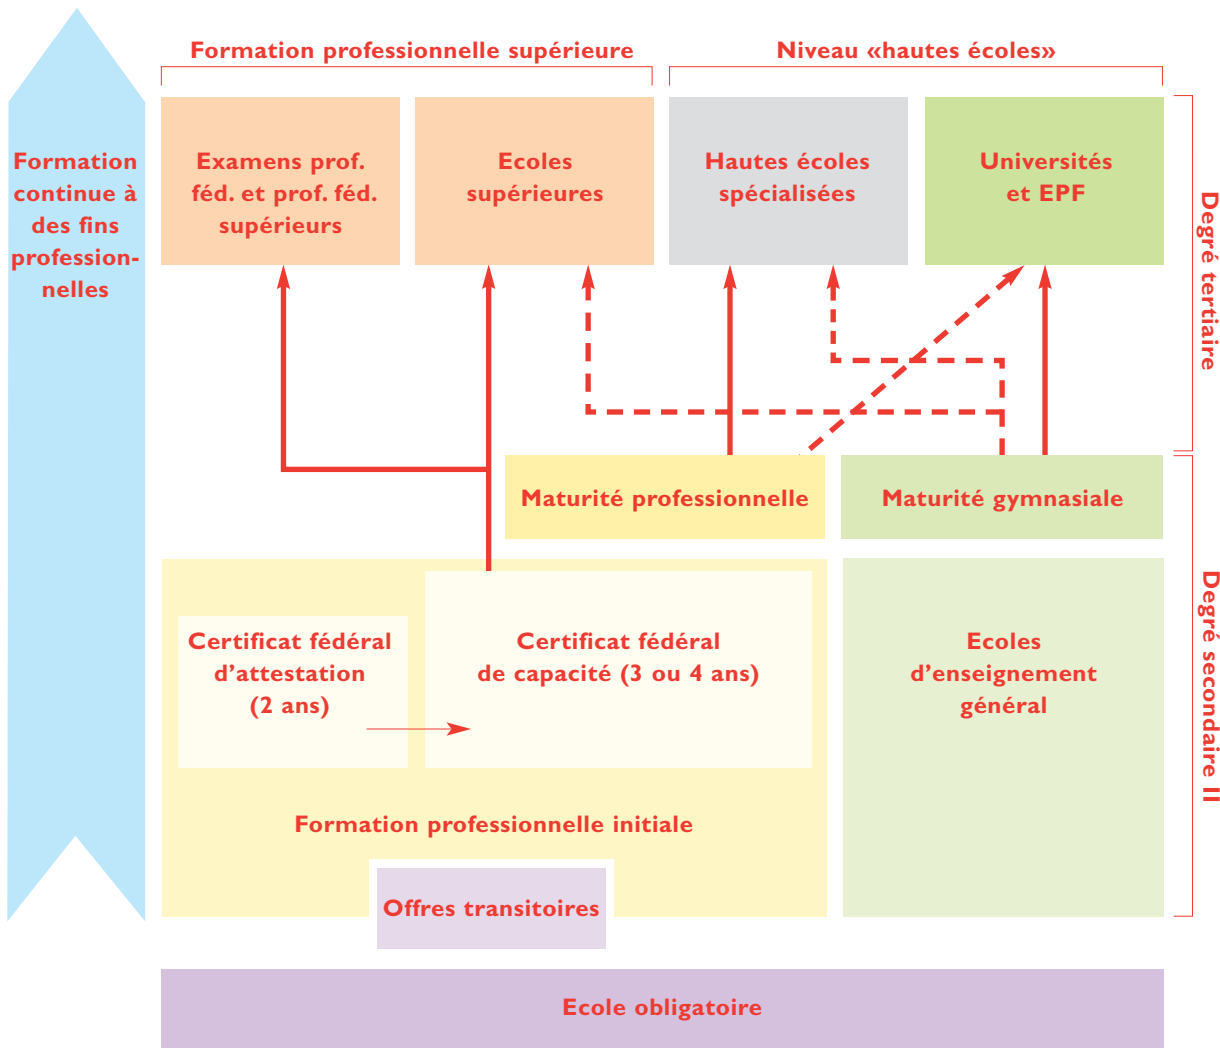 Formation professionnelle supérieure
Niveau «hautes écoles»
Formation
continue à
des fins
profession-
nelles
Examens prof.
féd. et prof. féd.
supérieurs
Ecoles
supérieures
Hautes écoles
spécialisées
Universités
et EPF
Degré tertiaire
Maturité professionnelle
Maturité gymnasiale
Certificat fédéral
d’attestation
(2 ans)
Certificat fédéral
de capacité (3 ou 4 ans)
Ecoles
d’enseignement
général
Degré secondaire II
Formation professionnelle initiale
Offres transitoires
Ecole obligatoire